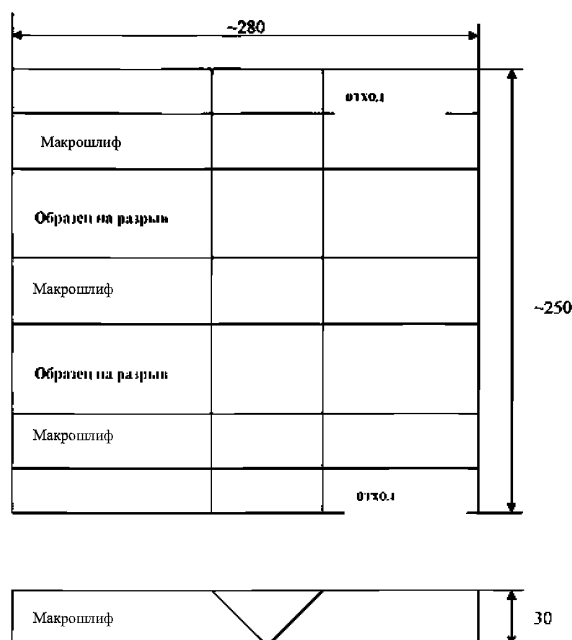 ~280
отход
Макрошлиф
Образец на разрыв
Макрошлиф
~250
Образец на разрыв
Макрошлиф
отход
Макрошлиф
30